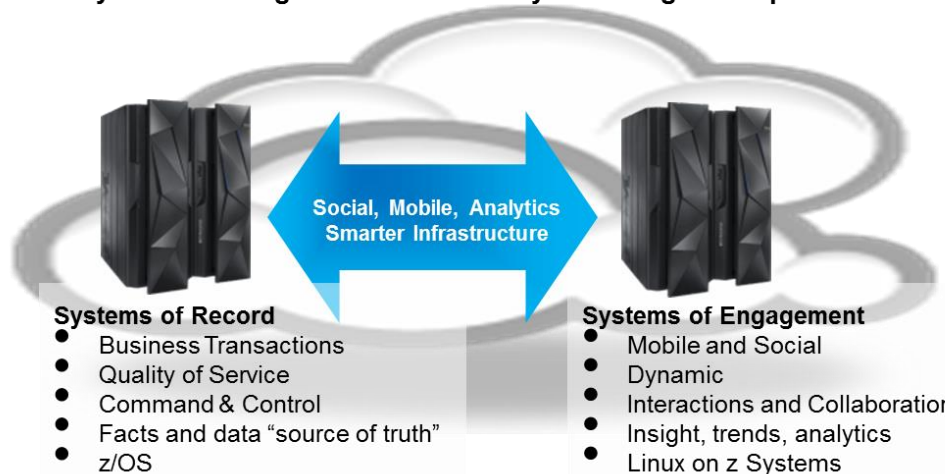 Social, Mobile, Analytics
Smarter Infrastructure
Systems of Record
● Business Transactions
● Quality of Service
● Command & Control
● Facts and data “source of truth”
● z/OS
Systems of Engagement
● Mobile and Social
● Dynamic
● Interactions and Collaboration
● Insight, trends, analytics
● Linux on z Systems